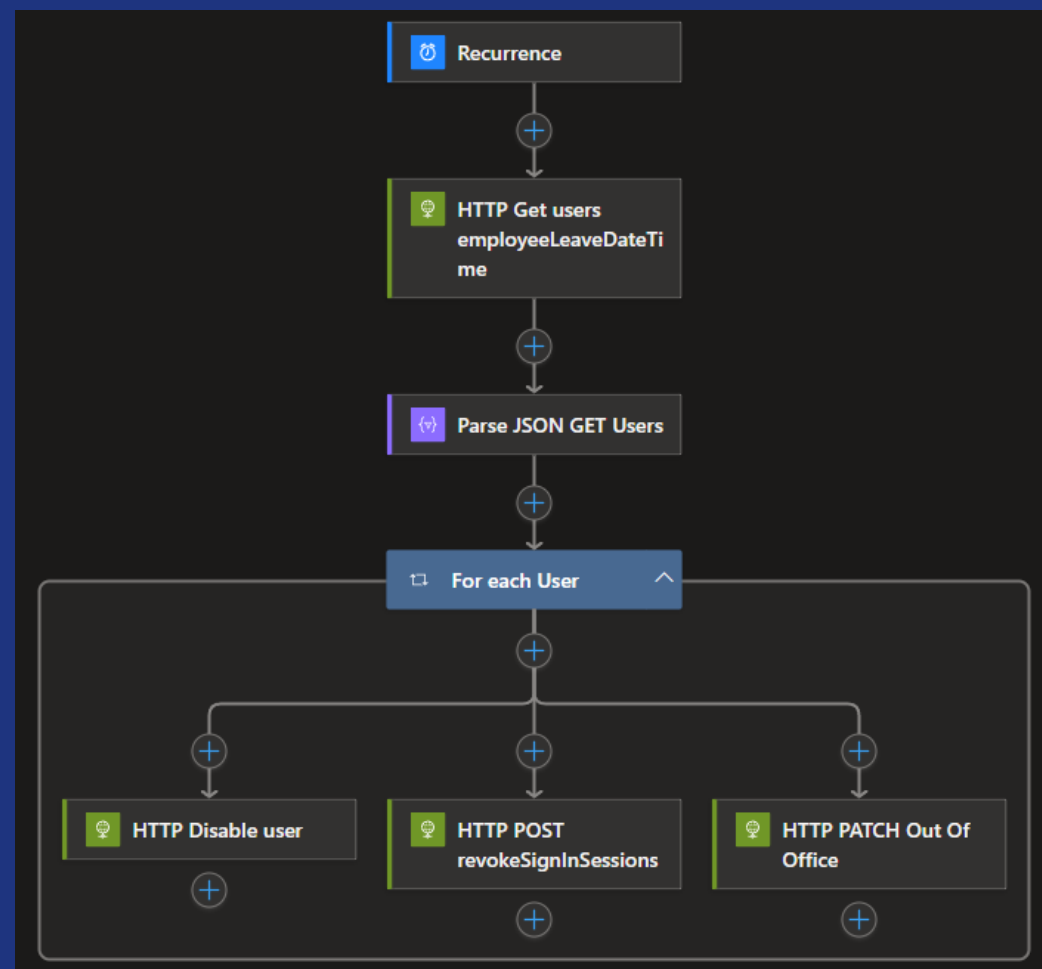 Recurrence
HTTP Get users
employeeLeaveDateTi
me
Parse JSON GET Users
For each User
HTTP Disable user
HTTP POST
revokeSignInSessions
HTTP PATCH Out Of
Office